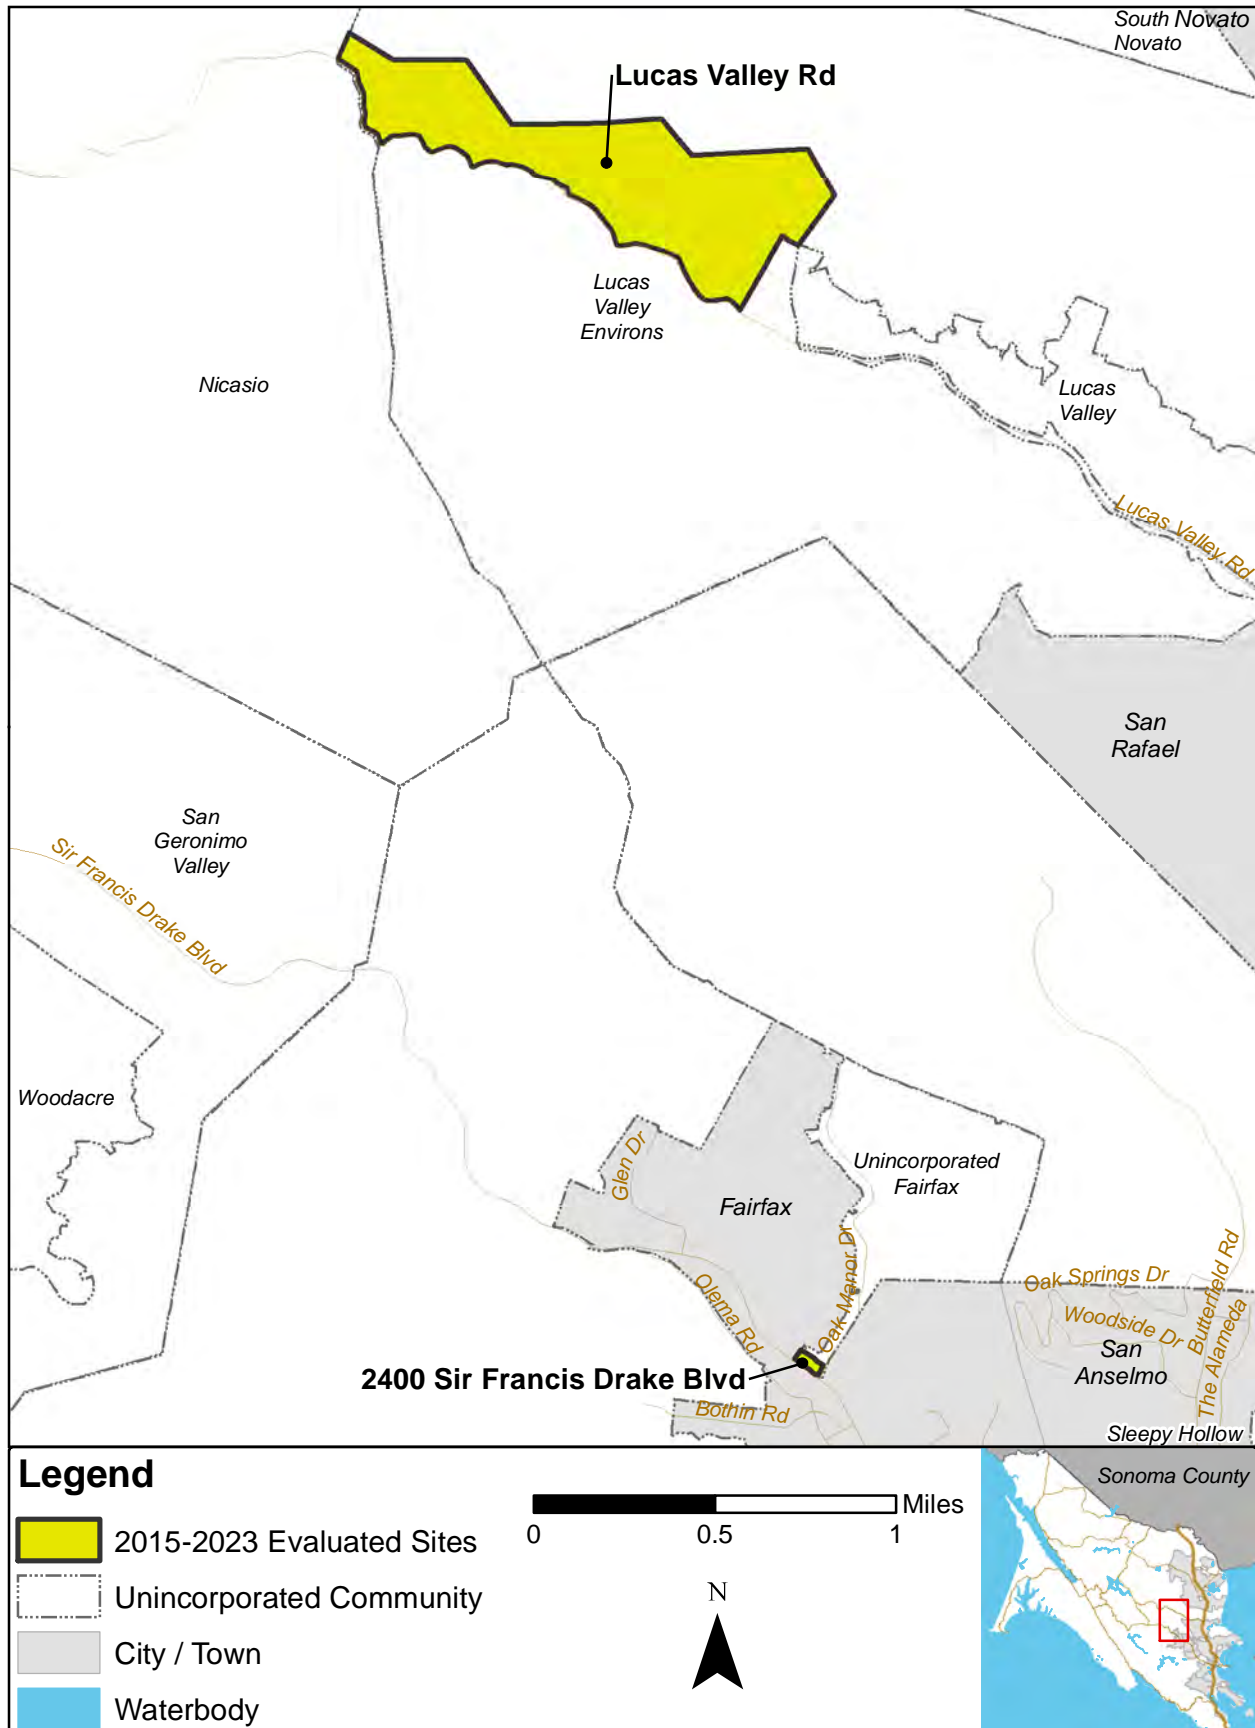 South Novato
Novato
Lucas Valley Rd
Lucas
Valley
Environs
Nicasio
Lucas
Valley
Lucas Valley Rd
San
Rafael
San
Geronimo
Valley
Sir Francis Drake Blvd
Woodacre
Glen Dr
Fairfax
Unincorporated
Fairfax
Oak Manor Dr
Olema Rd
Oak Springs Dr
Woodside Dr
Butterfield Rd
The Alameda
San
Anselmo
2400 Sir Francis Drake Blvd
Bothin Rd
Sleepy Hollow
Legend
2015-2023 Evaluated Sites
Unincorporated Community
City / Town
Waterbody
Miles
0 0.5 1
N
Sonoma County